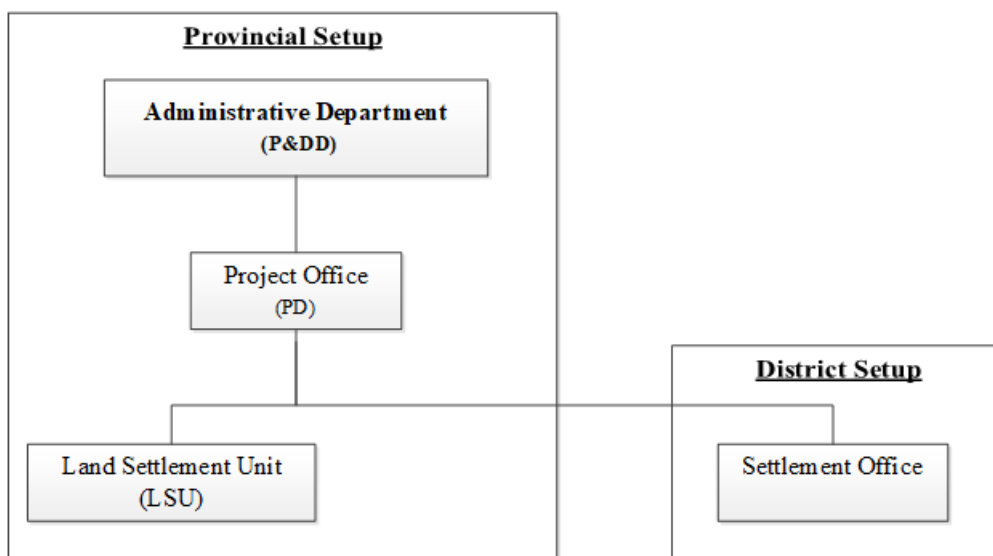 Provincial Setup
Administrative Department
(P&DD)
Project Office
(PD)
District Setup
Land Settlement Unit
(LSU)
Settlement Office